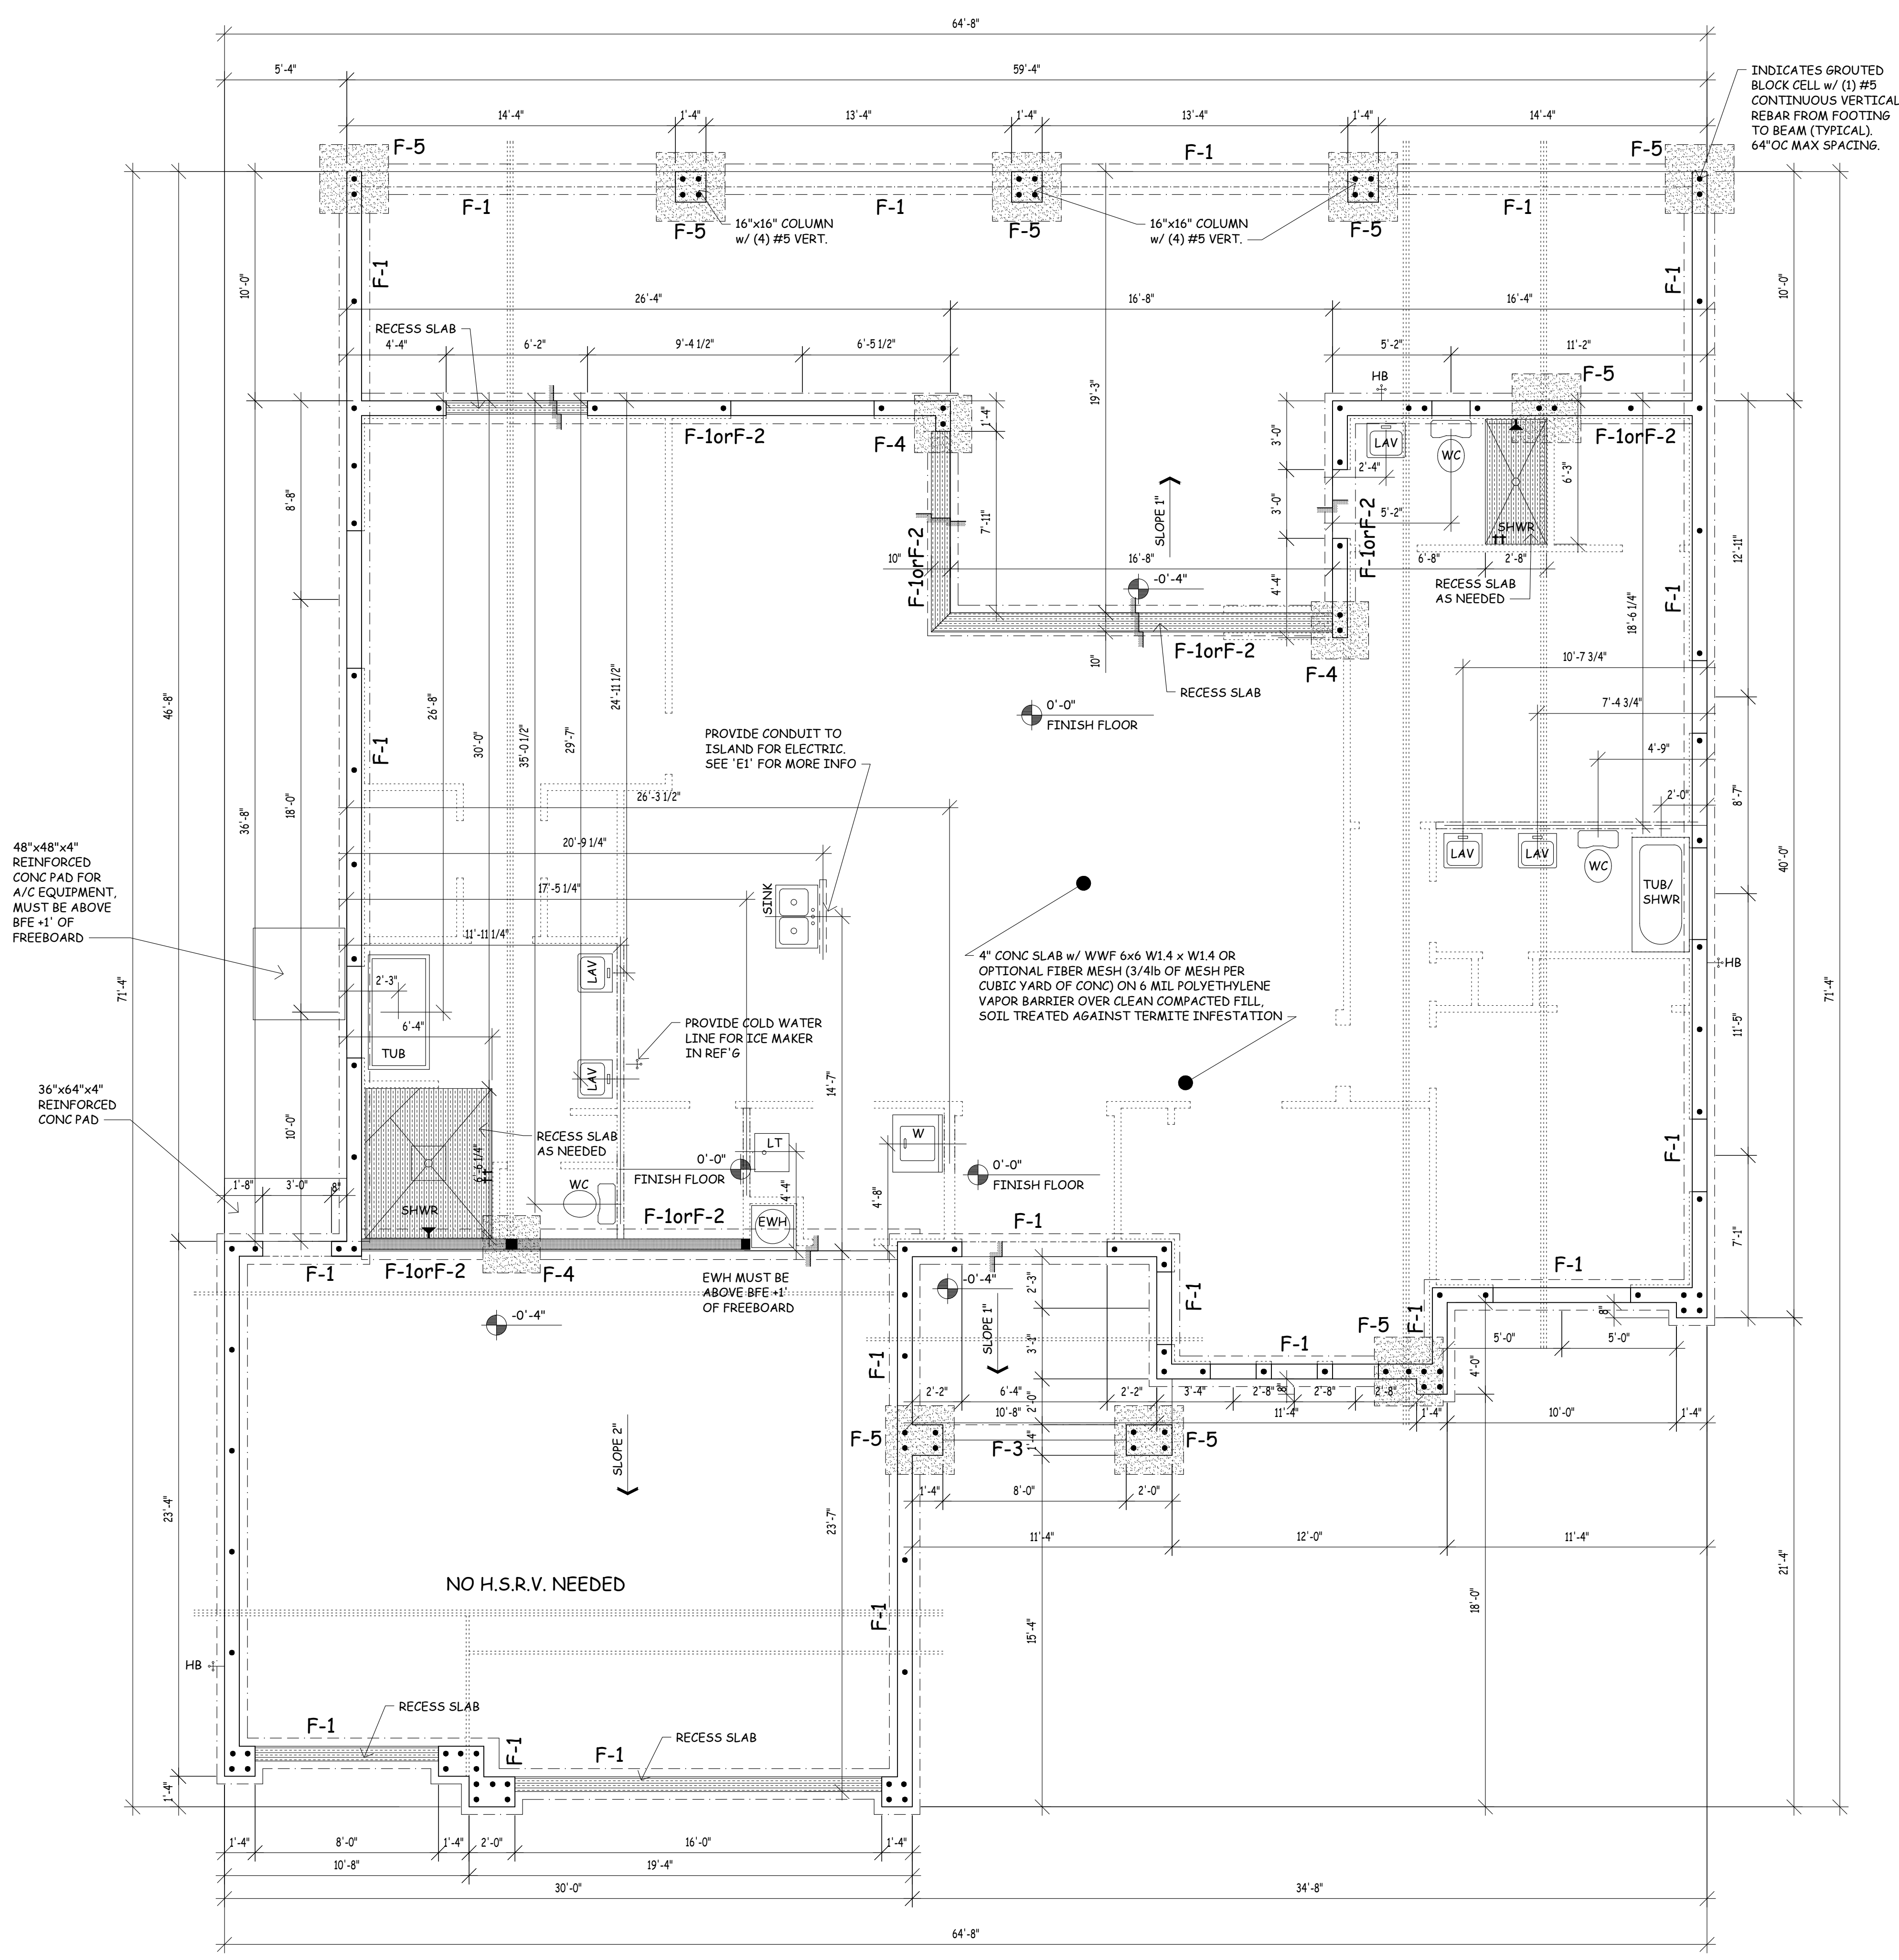 64'-8"
5'-4"
59'-4"
14'-4"
1'-4"
13'-4"
1'-4"
13'-4"
1'-4"
14'-4"
INDICATES GROUTED
BLOCK CELL w/ (1) #5
CONTINUOUS VERTICAL
REBAR FROM FOOTING
TO BEAM (TYPICAL).
64"OC MAX SPACING.
F-5
F-1
F-5
F-1
F-1
F-1
16"x16" COLUMN
w/ (4) #5 VERT.
16"x16" COLUMN
w/ (4) #5 VERT.
F-5
F-5
F-5
F-1
F-1
10'-0"
10'-0"
26'-4"
16'-8"
16'-4"
RECESS SLAB
4'-4"
6'-2"
9'-4 1/2"
6'-5 1/2"
5'-2"
11'-2"
19'-3"
HB
F-5
1'-4"
F-1orF-2
F-4
3'-0"
LAV
WC
F-1orF-2
2'-4"
6'-3"
8'-8"
SLOPE 1"
3'-0"
5'-2"
7'-11"
F-1orF-2
F-1orF-2
SHWR
12'-11"
10"
16'-8"
6'-8"
2'-8"
-0'-4"
4'-4"
RECESS SLAB
AS NEEDED
F-1
18'-6 1/4"
F-1orF-2
10"
10'-7 3/4"
F-4
RECESS SLAB
46'-8"
26'-8"
30'-0"
35'-0 1/2"
29'-7"
24'-11 1/2"
0'-0"
FINISH FLOOR
7'-4 3/4"
F-1
PROVIDE CONDUIT TO
ISLAND FOR ELECTRIC.
SEE 'E1' FOR MORE INFO
4'-9"
36'-8"
18'-0"
26'-3 1/2"
2'-0"
8'-7"
48"x48"x4"
REINFORCED
CONC PAD FOR
A/C EQUIPMENT,
MUST BE ABOVE
BFE +1' OF
FREEBOARD
20'-9 1/4"
LAV
LAV
WC
40'-0"
17'-5 1/4"
SINK
TUB/
SHWR
11'-11 1/4"
71'-4"
4" CONC SLAB w/ WWF 6x6 W1.4 x W1.4 OR
OPTIONAL FIBER MESH (3/4lb OF MESH PER
CUBIC YARD OF CONC) ON 6 MIL POLYETHYLENE
VAPOR BARRIER OVER CLEAN COMPACTED FILL,
SOIL TREATED AGAINST TERMITE INFESTATION
HB
71'-4"
2'-3"
LAV
6'-4"
PROVIDE COLD WATER
LINE FOR ICE MAKER
IN REF'G
11'-5"
TUB
LAV
14'-7"
36"x64"x4"
REINFORCED
CONC PAD
10'-0"
RECESS SLAB
AS NEEDED
LT
W
F-1
6'-6 1/4"
0'-0"
FINISH FLOOR
0'-0"
FINISH FLOOR
1'-8"
3'-0"
8"
WC
4'-4"
4'-8"
SHWR
F-1orF-2
EWH
F-1
7'-1"
F-1
F-1orF-2
F-4
EWH MUST BE
ABOVE BFE +1'
OF FREEBOARD
-0'-4"
2'-3"
F-1
F-1
-0'-4"
SLOPE 1"
3'-1"
F-1
F-5
F-1
8"
5'-0"
5'-0"
F-1
4'-0"
2'-2"
6'-4"
2'-2"
3'-4"
2'-8"
8"
2'-8"
2'-8"
2'-0"
10'-8"
11'-4"
1'-4"
10'-0"
1'-4"
F-5
F-3
1'-4"
F-5
SLOPE 2"
1'-4"
8'-0"
2'-0"
23'-4"
23'-7"
11'-4"
12'-0"
11'-4"
21'-4"
NO H.S.R.V. NEEDED
F-1
15'-4"
18'-0"
HB
RECESS SLAB
F-1
RECESS SLAB
F-1
F-1
1'-4"
1'-4"
8'-0"
1'-4"
2'-0"
16'-0"
1'-4"
10'-8"
19'-4"
30'-0"
34'-8"
64'-8"